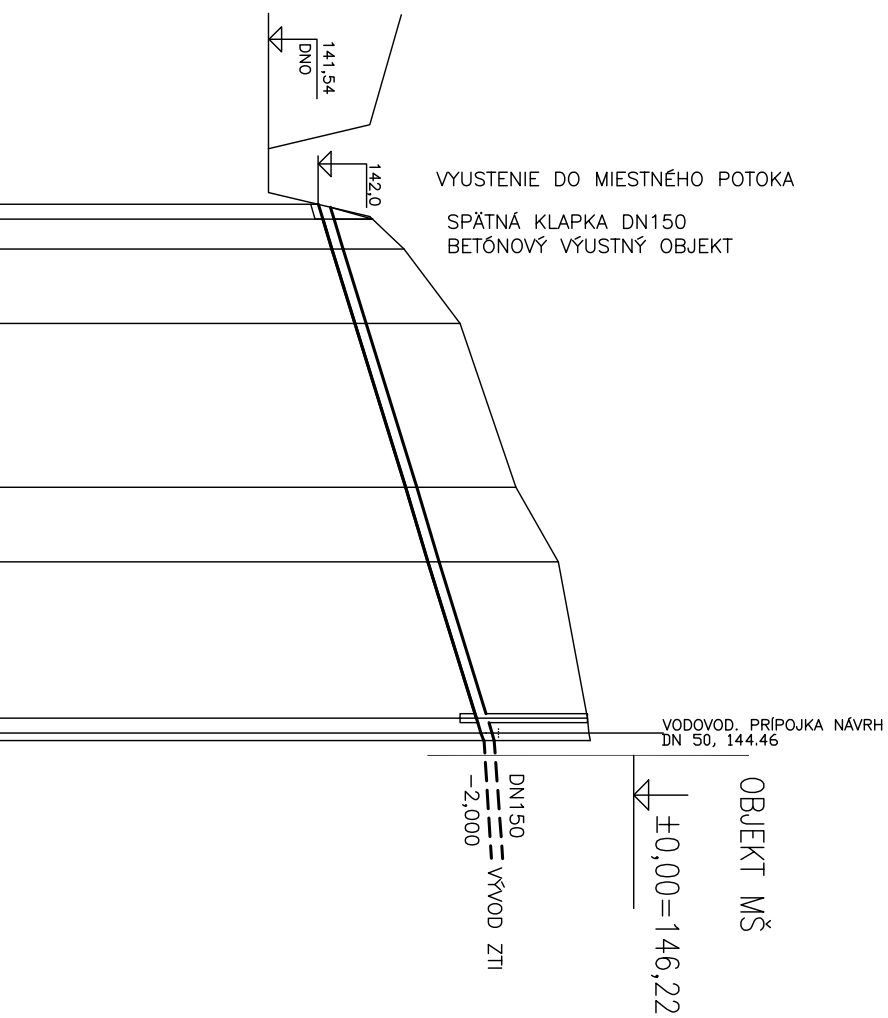 141,54
DNO
142,0
VYUSTENIE DO MIESTNÉHO POTOKA
SPÄTNÁ KLAPKA DN150
BETÓNOVÝ VÝUSTNÝ OBJEKT
VODOVOD. PRÍPOJKA NÁVRH
DN 50, 144.46
OBJEKT MŠ
±0,00=146,22
DN150
-2,000
VÝVOD ZTI